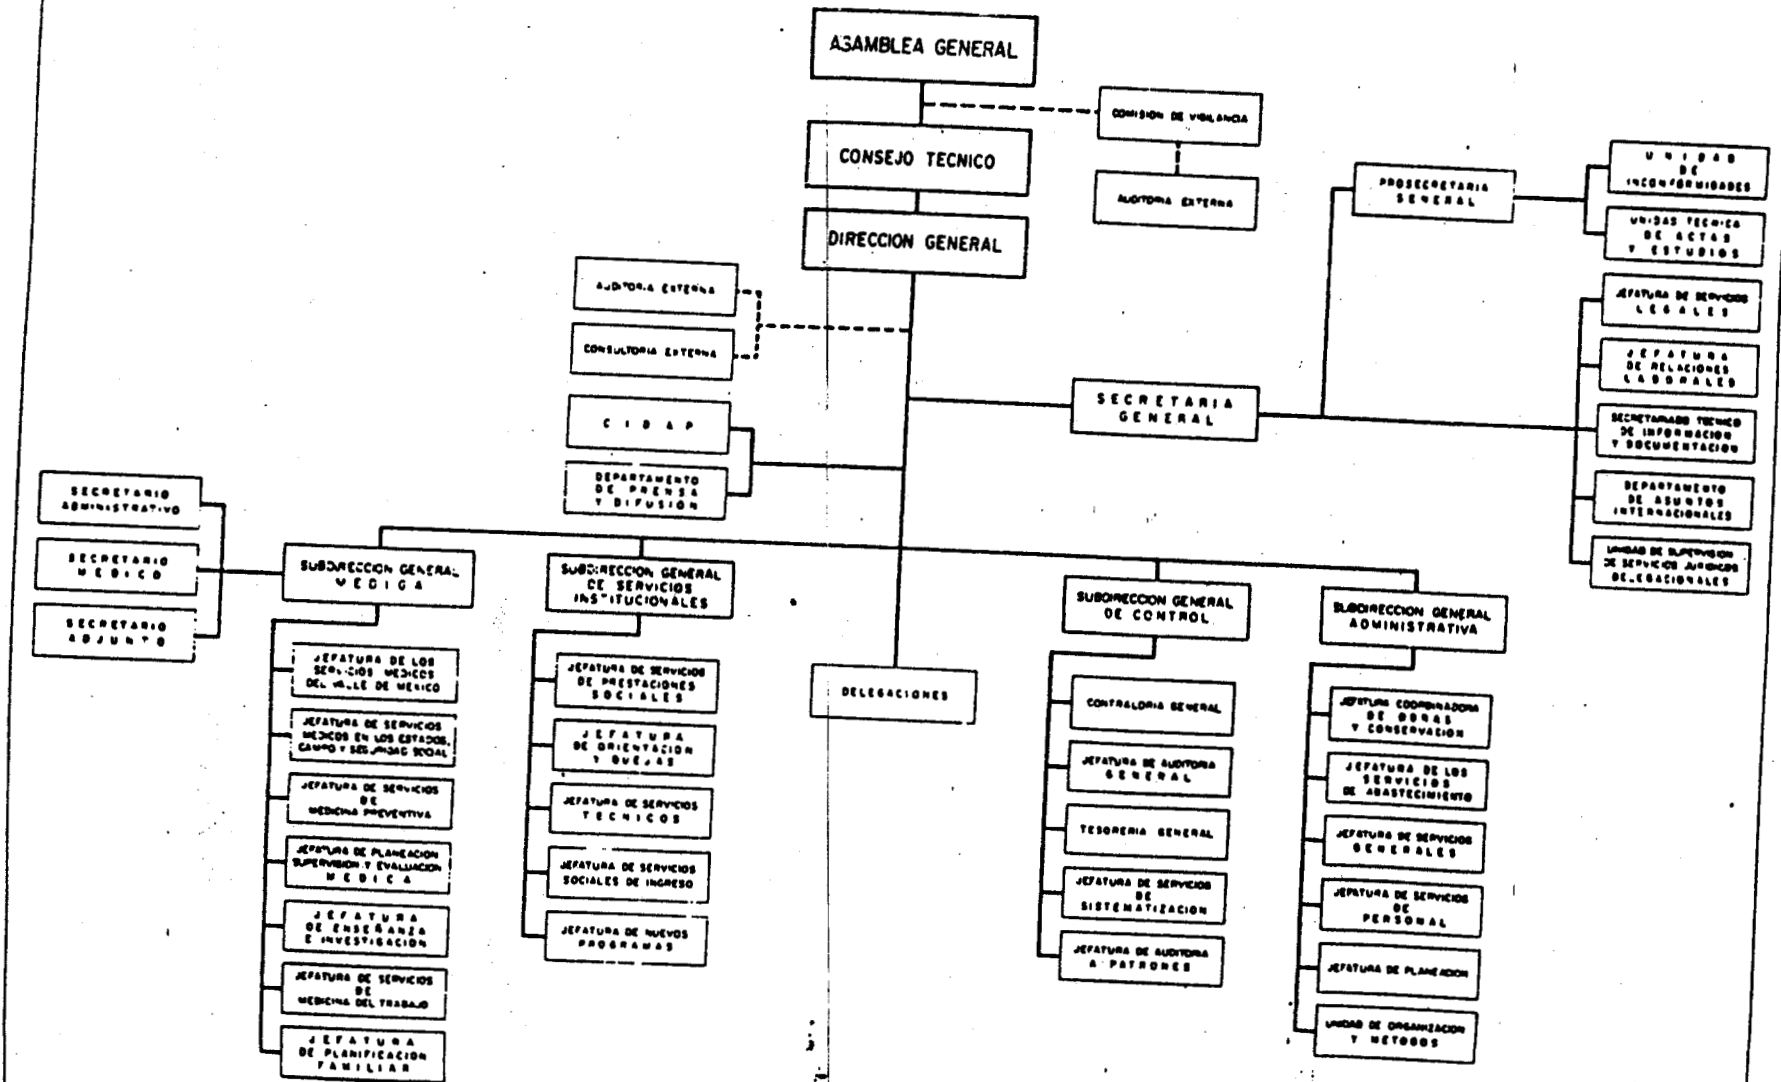 ASAMBLEA GENERAL
COMISION DE VIGILANCIA
CONSEJO TECNICO
AUDITORIA EXTERNA
DIRECCION GENERAL
PROSECRETARIA
GENERAL
UNIDAD
DE
INCONFORMIDADES
UNIDAD TECNICA
DE ACTAS
Y ESTUDIOS
AUDITORIA EXTERNA
CONSULTORIA EXTERNA
CIDAP
DEPARTAMENTO
DE PRENSA
Y DIFUSION
SECRETARIA
GENERAL
JEFATURA DE SERVICIOS
LEGALES
JEFATURA
DE RELACIONES
LABORALES
SECRETARIADO TECNICO
DE INFORMACION
Y DOCUMENTACION
DEPARTAMENTO
DE ASUNTOS
INTERNACIONALES
UNIDAD DE SUPERVISION
DE SERVICIOS JURIDICOS
DELEGACIONALES
SECRETARIO
ADMINISTRATIVO
SECRETARIO
MEDICO
SECRETARIO
ADJUNTO
SUBDIRECCION GENERAL
MEDICA
JEFATURA DE LOS
SERVICIOS MEDICOS
DEL VALLE DE MEXICO
JEFATURA DE SERVICIOS
MEDICOS EN LOS ESTADOS,
CAMPO Y SEGURIDAD SOCIAL
JEFATURA DE SERVICIOS
DE
MEDICINA PREVENTIVA
JEFATURA DE PLANEACION
SUPERVISION Y EVALUACION
MEDICA
JEFATURA
DE ENSEÑANZA
E INVESTIGACION
JEFATURA DE SERVICIOS
DE
MEDICINA DEL TRABAJO
JEFATURA
DE PLANIFICACION
FAMILIAR
SUBDIRECCION GENERAL
DE SERVICIOS
INSTITUCIONALES
JEFATURA DE SERVICIOS
DE PRESTACIONES
SOCIALES
JEFATURA
DE ORIENTACION
Y QUEJAS
JEFATURA DE SERVICIOS
TECNICOS
JEFATURA DE SERVICIOS
SOCIALES DE INGRESO
JEFATURA DE NUEVOS
PROGRAMAS
DELEGACIONES
SUBDIRECCION GENERAL
DE CONTROL
CONTRALORIA GENERAL
JEFATURA DE AUDITORIA
GENERAL
TESORERIA GENERAL
JEFATURA DE SERVICIOS
DE
SISTEMATIZACION
JEFATURA DE AUDITORIA
A PATRONES
SUBDIRECCION GENERAL
ADMINISTRATIVA
JEFATURA COORDINADORA
DE OBRAS
Y CONSERVACION
JEFATURA DE LOS
SERVICIOS
DE ABASTECIMIENTO
JEFATURA DE SERVICIOS
GENERALES
JEFATURA DE SERVICIOS
DE
PERSONAL
JEFATURA DE PLANEACION
UNIDAD DE ORGANIZACION
Y METODOS